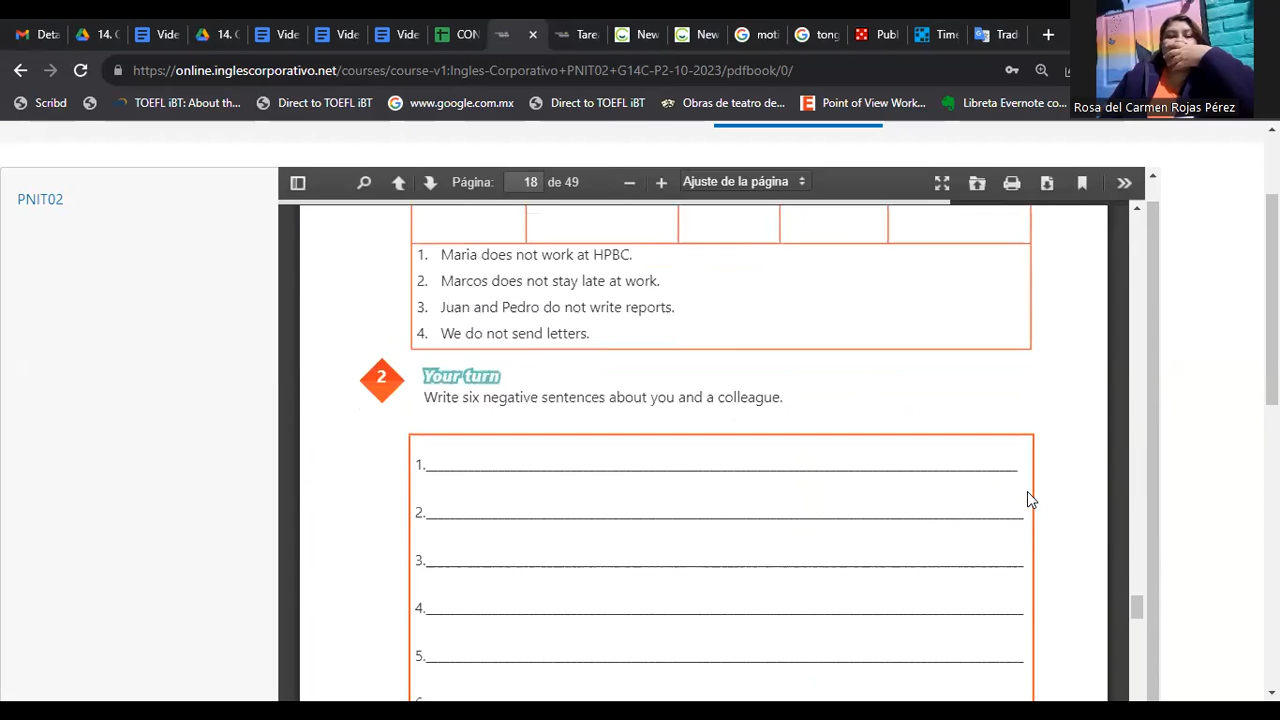 Deta
14. (
Vide
14. (
Vide
Vide
Vide
CON
Tare
New
New
moti
tong
Publ
Time
Trad
https://online.inglescorporativo.net/courses/course-v1:Ingles-Corporativo+PNIT02+G14C-P2-10-2023/pdfbook/0/
Scribd
TOEFL iBT: About th...
Direct to TOEFL iBT
www.google.com.mx
Direct to TOEFL iBT
Obras de teatro de...
Point of View Work...
Libreta Evernote co...
Rosa del Carmen Rojas Pérez
PNIT02
Página: 18 de 49
Ajuste de la página
1. Maria does not work at HPBC.
2. Marcos does not stay late at work.
3. Juan and Pedro do not write reports.
4. We do not send letters.
2 Your turn
Write six negative sentences about you and a colleague.
1.
2.
3.
4.
5.